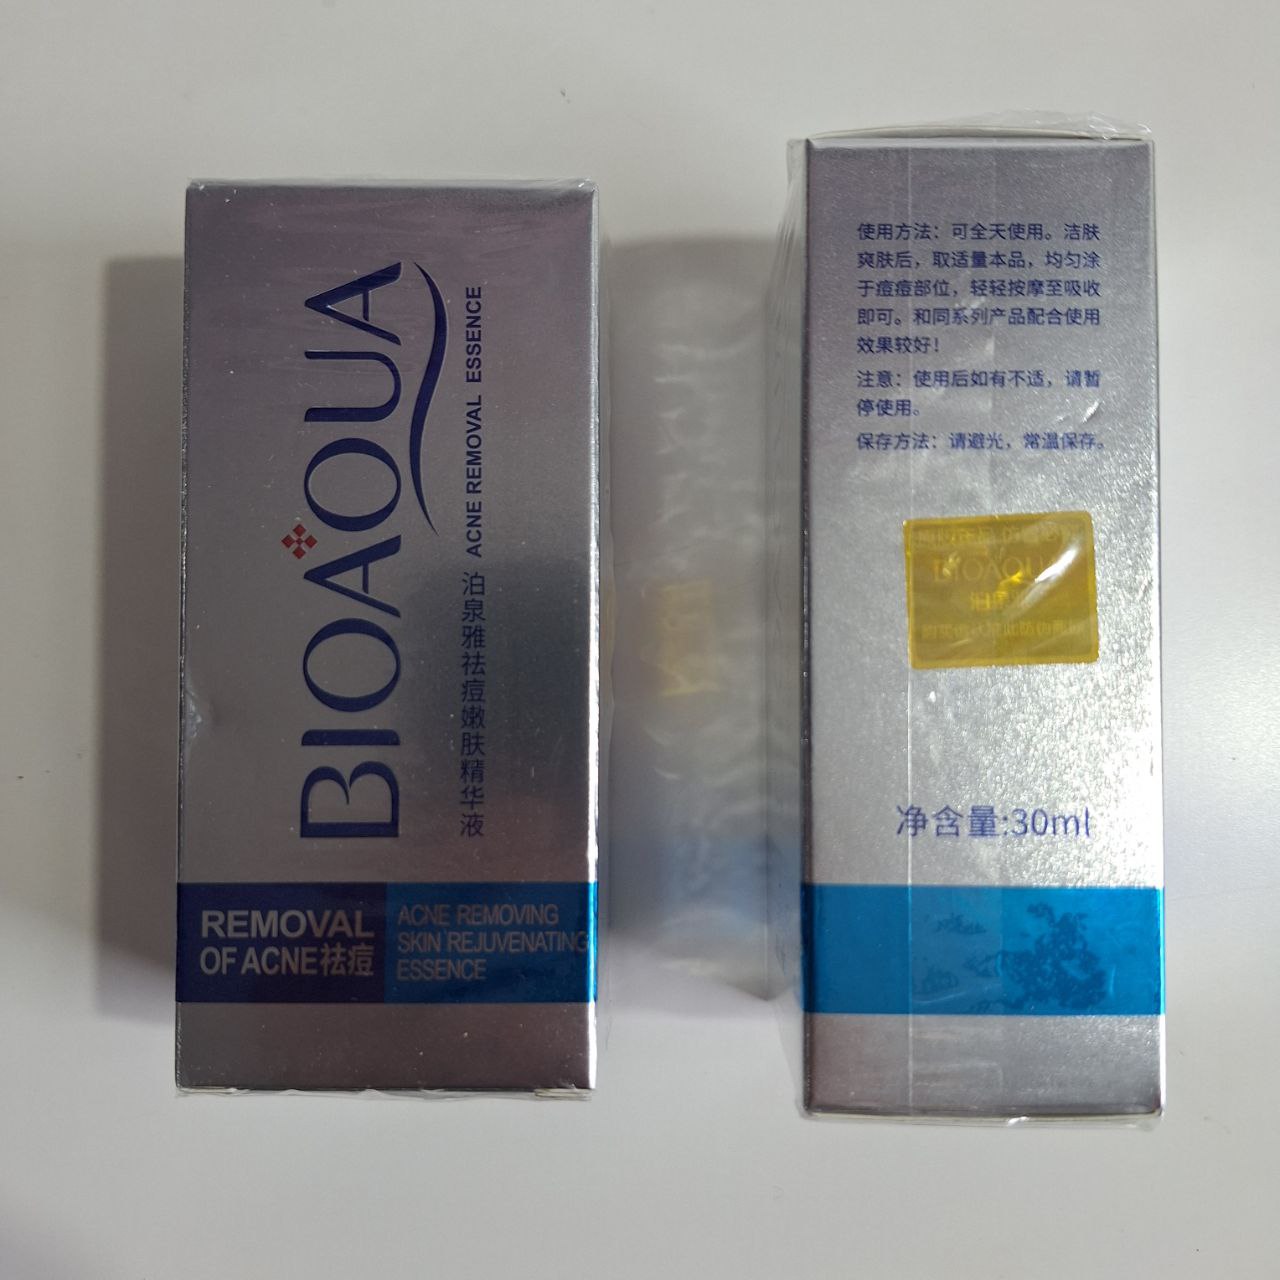 BIOAQUA
ACNE REMOVAL ESSENCE
泊泉雅祛痘嫩肤精华液
REMOVAL
OF ACNE祛痘
ACNE REMOVING
SKIN REJUVENATING
ESSENCE
使用方法：可全天使用。洁肤
爽肤后，取适量本品，均匀涂
于痘痘部位，轻轻按摩至吸收
即可。和同系列产品配合使用
效果较好！
注意：使用后如有不适，请暂
停使用。
保存方法：请避光，常温保存。
BIOAQU
净含量:30ml